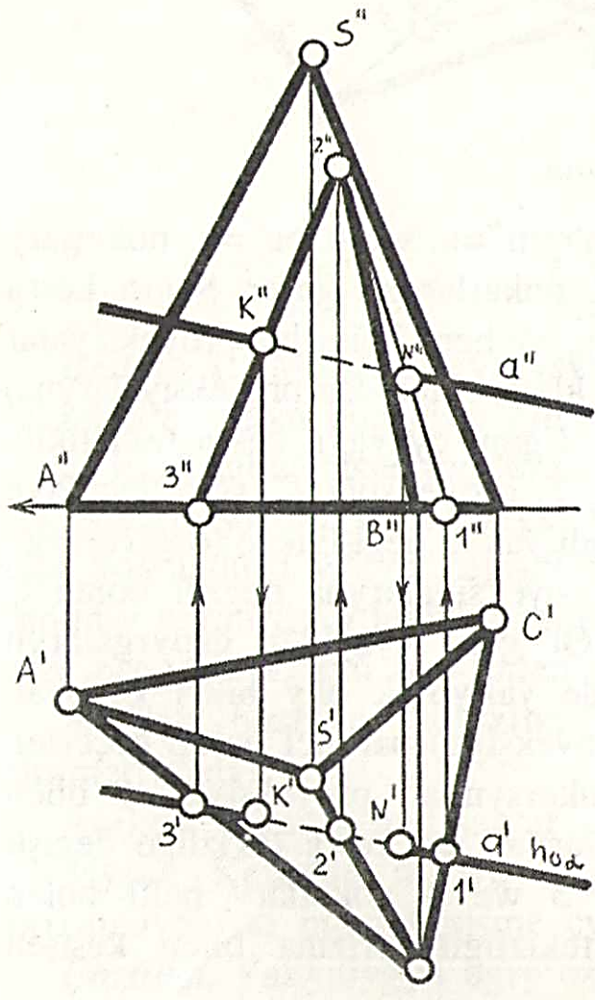 S"
2"
K"
N"
a"
A"
3"
B"
1"
C'
A'
S'
K'
N'
3'
2'
a' h₀α
1'